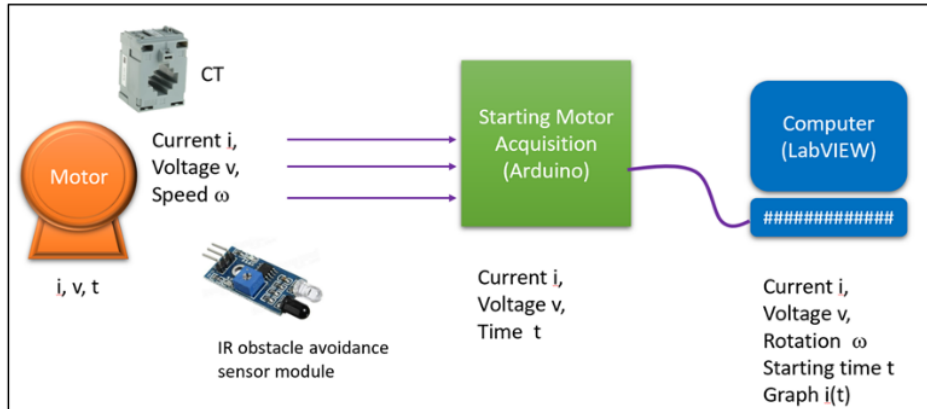 CT
Motor
Current i,
Voltage v,
Speed ω
i, v, t
IR obstacle avoidance
sensor module
Starting Motor
Acquisition
(Arduino)
Current i,
Voltage v,
Time t
Computer
(LabVIEW)
#############
Current i,
Voltage v,
Rotation ω
Starting time t
Graph i(t)